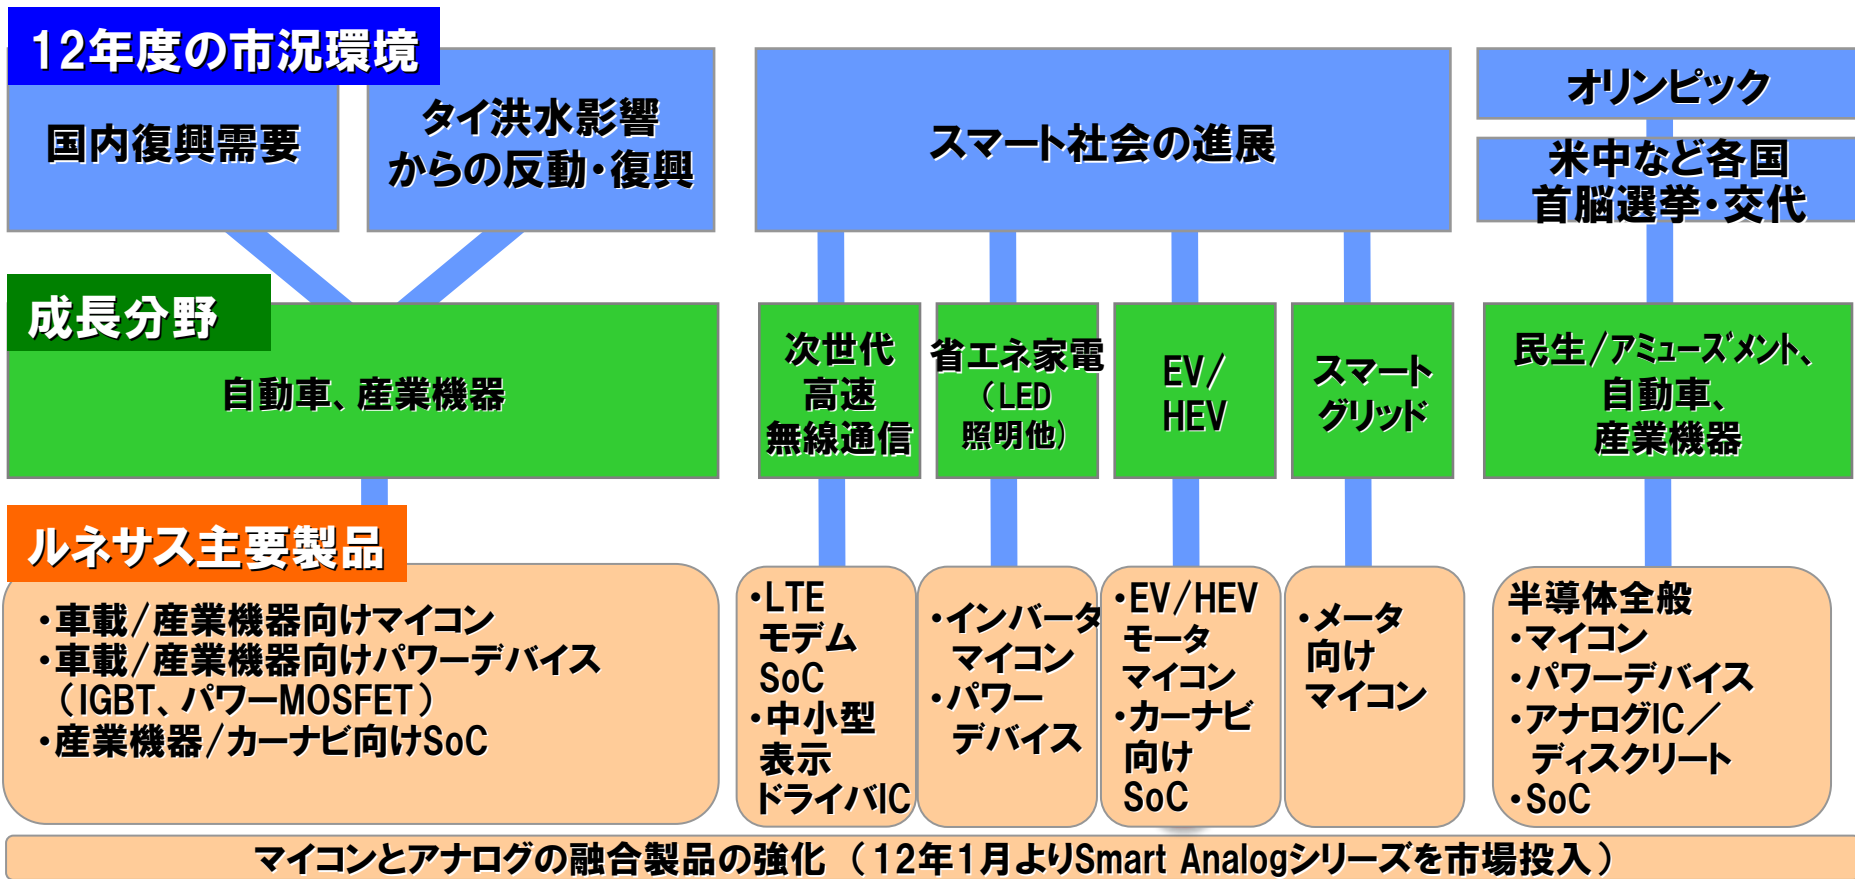 12年度の市況環境
国内復興需要
タイ洪水影響
からの反動・復興
スマート社会の進展
オリンピック
米中など各国
首脳選挙・交代
成長分野
自動車、産業機器
次世代
高速
無線通信
省エネ家電
（LED
照明他)
EV/
HEV
スマート
グリッド
民生/アミューズメント、
自動車、
産業機器
ルネサス主要製品
・車載/産業機器向けマイコン
・車載/産業機器向けパワーデバイス
（IGBT、パワーMOSFET）
・産業機器/カーナビ向けSoC
・LTE
モデム
SoC
・中小型
表示
ドライバIC
・インバータ
マイコン
・パワー
デバイス
・EV/HEV
モータ
マイコン
・カーナビ
向け
SoC
・メータ
向け
マイコン
半導体全般
・マイコン
・パワーデバイス
・アナログIC／
ディスクリート
・SoC
マイコンとアナログの融合製品の強化 （12年1月よりSmart Analogシリーズを市場投入）